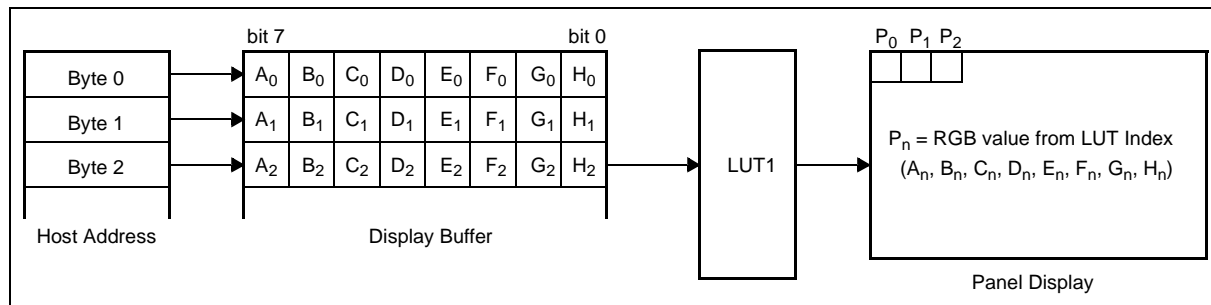 bit 7 bit 0
P₀ P₁ P₂
Byte 0 A₀ B₀ C₀ D₀ E₀ F₀ G₀ H₀
Byte 1 A₁ B₁ C₁ D₁ E₁ F₁ G₁ H₁
Byte 2 A₂ B₂ C₂ D₂ E₂ F₂ G₂ H₂
LUT1
Pₙ = RGB value from LUT Index
(Aₙ, Bₙ, Cₙ, Dₙ, Eₙ, Fₙ, Gₙ, Hₙ)
Host Address
Display Buffer
Panel Display